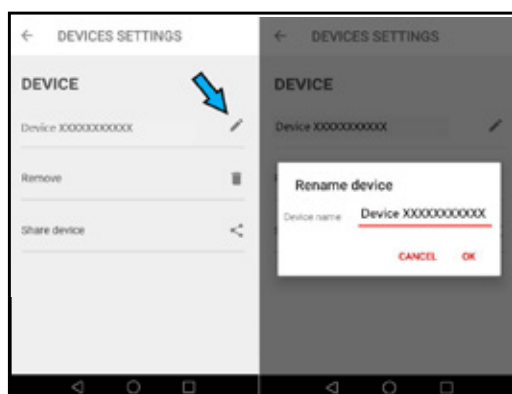 ← DEVICES SETTINGS
DEVICE
Device XXXXXXXXXXX
Remove
Share device
← DEVICES SETTINGS
DEVICE
Device XXXXXXXXXXX
Rename device
Device name Device XXXXXXXXXXX
CANCEL OK